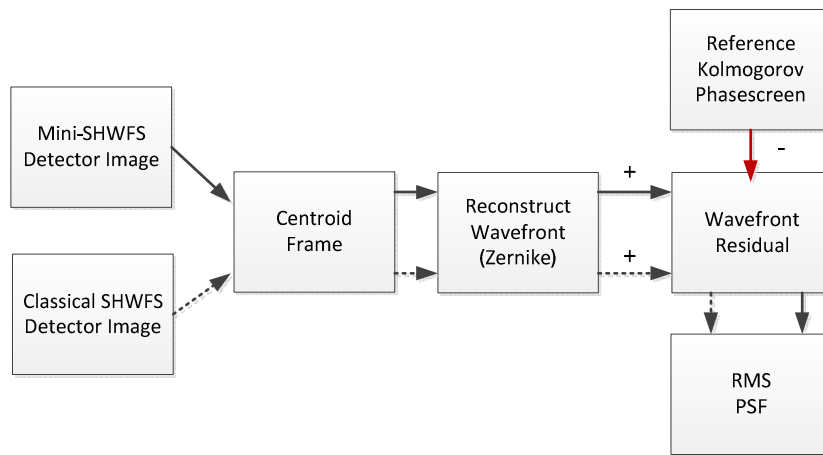 Reference
Kolmogorov
Phasescreen
Mini-SHWFS
Detector Image
-
+
Centroid
Frame
Reconstruct
Wavefront
(Zernike)
Wavefront
Residual
+
Classical SHWFS
Detector Image
RMS
PSF